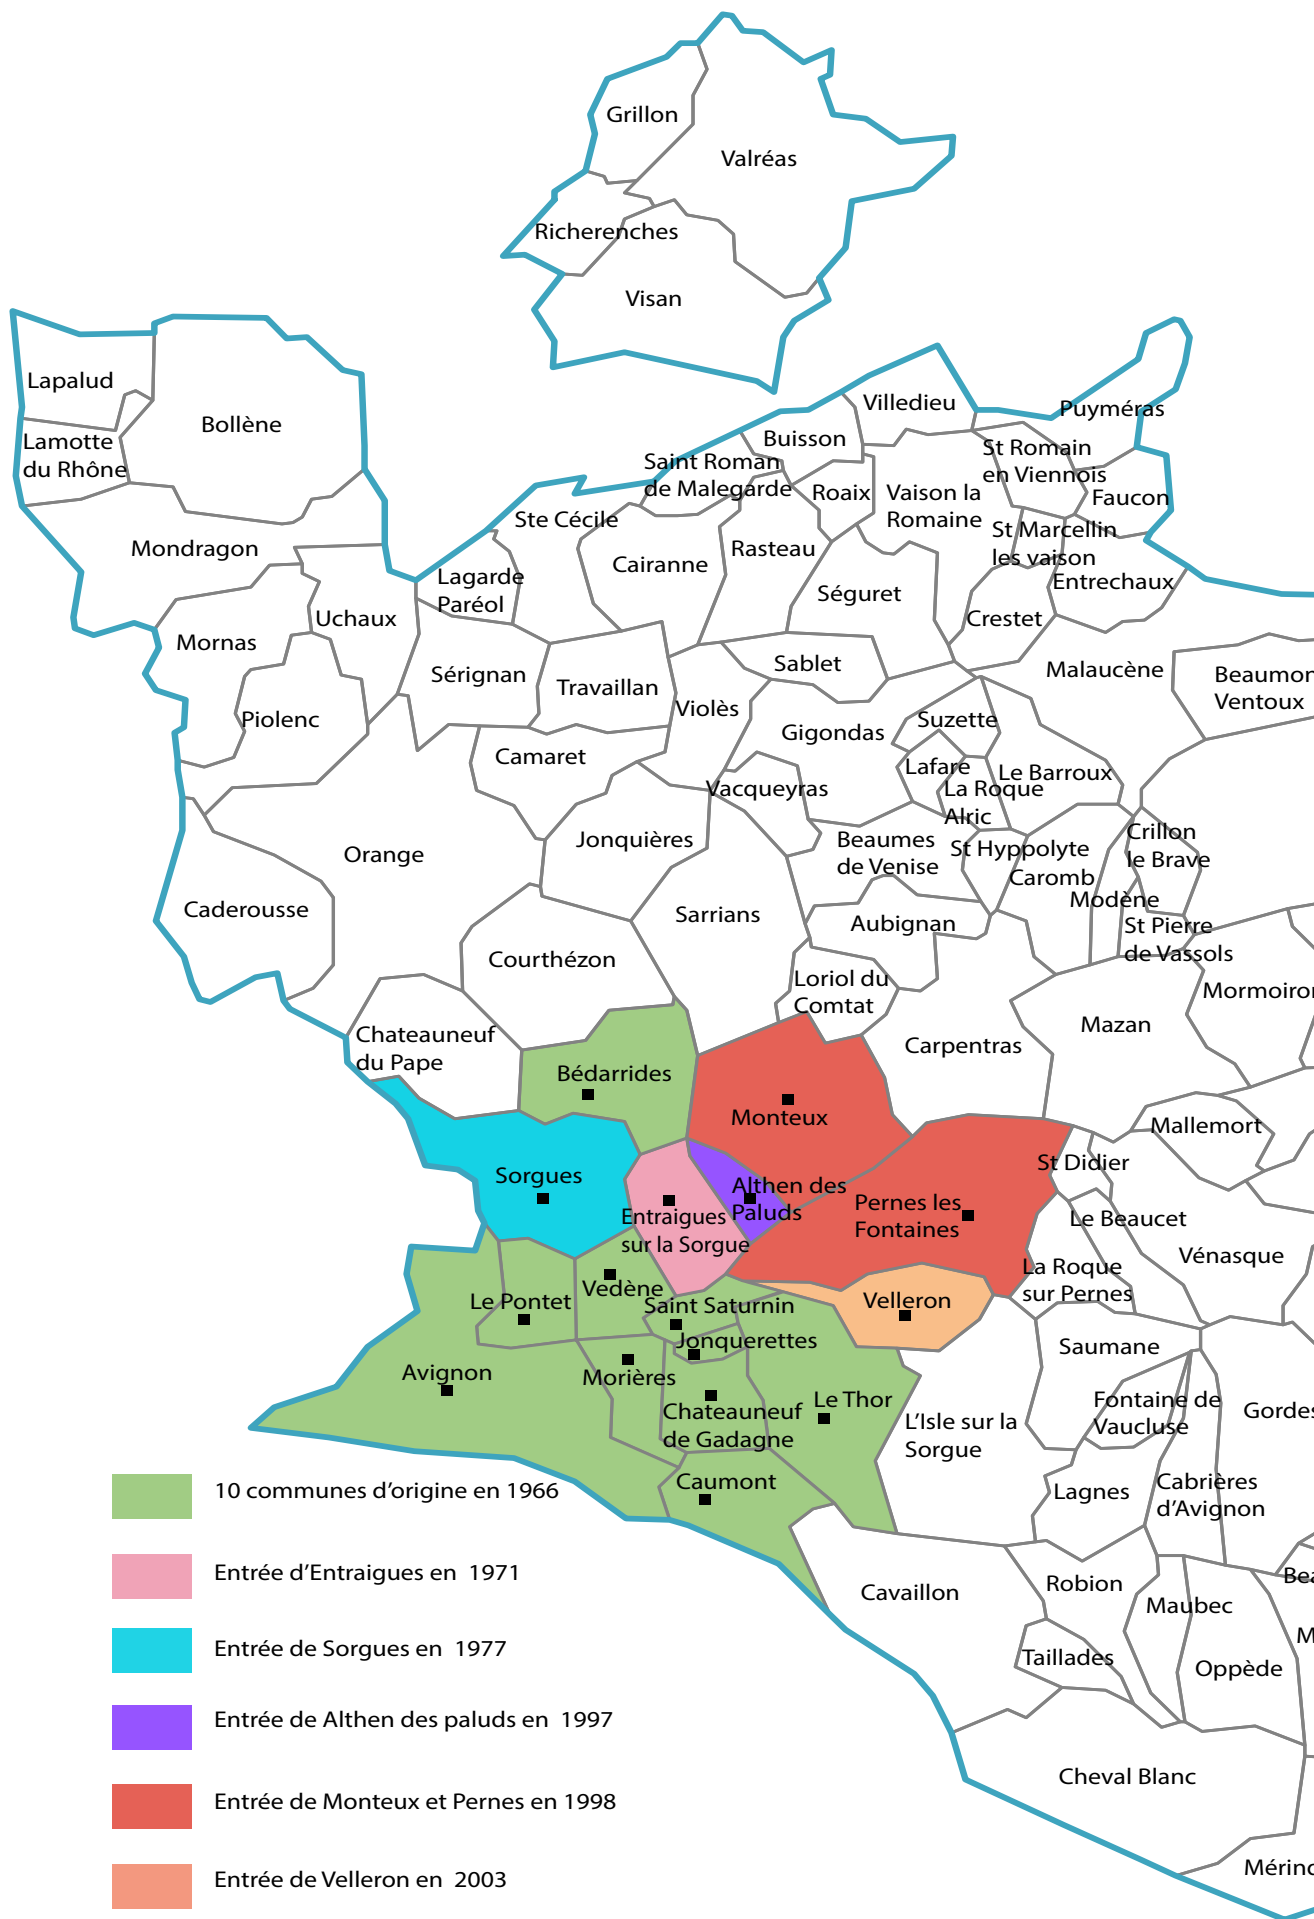 Grillon
Valréas
Richerenches
Visan
Lapalud
Bollène
Lamotte
du Rhône
Villedieu
Puyméras
Buisson
St Romain
en Viennois
Saint Roman
de Malegarde
Roaix
Vaison la
Romaine
Faucon
Ste Cécile
St Marcellin
les vaison
Mondragon
Rasteau
Cairanne
Lagarde
Paréol
Entrechaux
Séguret
Uchaux
Crestet
Mornas
Sablet
Malaucène
Sérignan
Travaillan
Beaumon
Ventoux
Violès
Piolenc
Suzette
Gigondas
Camaret
Lafare
Le Barroux
Vacqueyras
La Roque
Alric
Jonquières
Beaumes
de Venise
St Hyppolyte
Crillon
le Brave
Orange
Caromb
Modène
Caderousse
Sarrians
Aubignan
St Pierre
de Vassols
Courthézon
Loriol du
Comtat
Mormoiron
Mazan
Chateauneuf
du Pape
Carpentras
Bédarrides
Monteux
Mallemort
St Didier
Sorgues
Althen des
Paluds
Pernes les
Fontaines
Entraigues
sur la Sorgue
Le Beaucet
Vénasque
La Roque
sur Pernes
Vedène
Le Pontet
Saint Saturnin
Velleron
Jonquerettes
Saumane
Avignon
Morières
Le Thor
Fontaine de
Vaucluse
Chateauneuf
de Gadagne
L'Isle sur la
Sorgue
Gordes
Caumont
Lagnes
Cabrières
d'Avignon
Cavaillon
Robion
Bea
Maubec
M
Taillades
Oppède
Cheval Blanc
Mérind
10 communes d'origine en 1966
Entrée d'Entraigues en 1971
Entrée de Sorgues en 1977
Entrée de Althen des paluds en 1997
Entrée de Monteux et Pernes en 1998
Entrée de Velleron en 2003